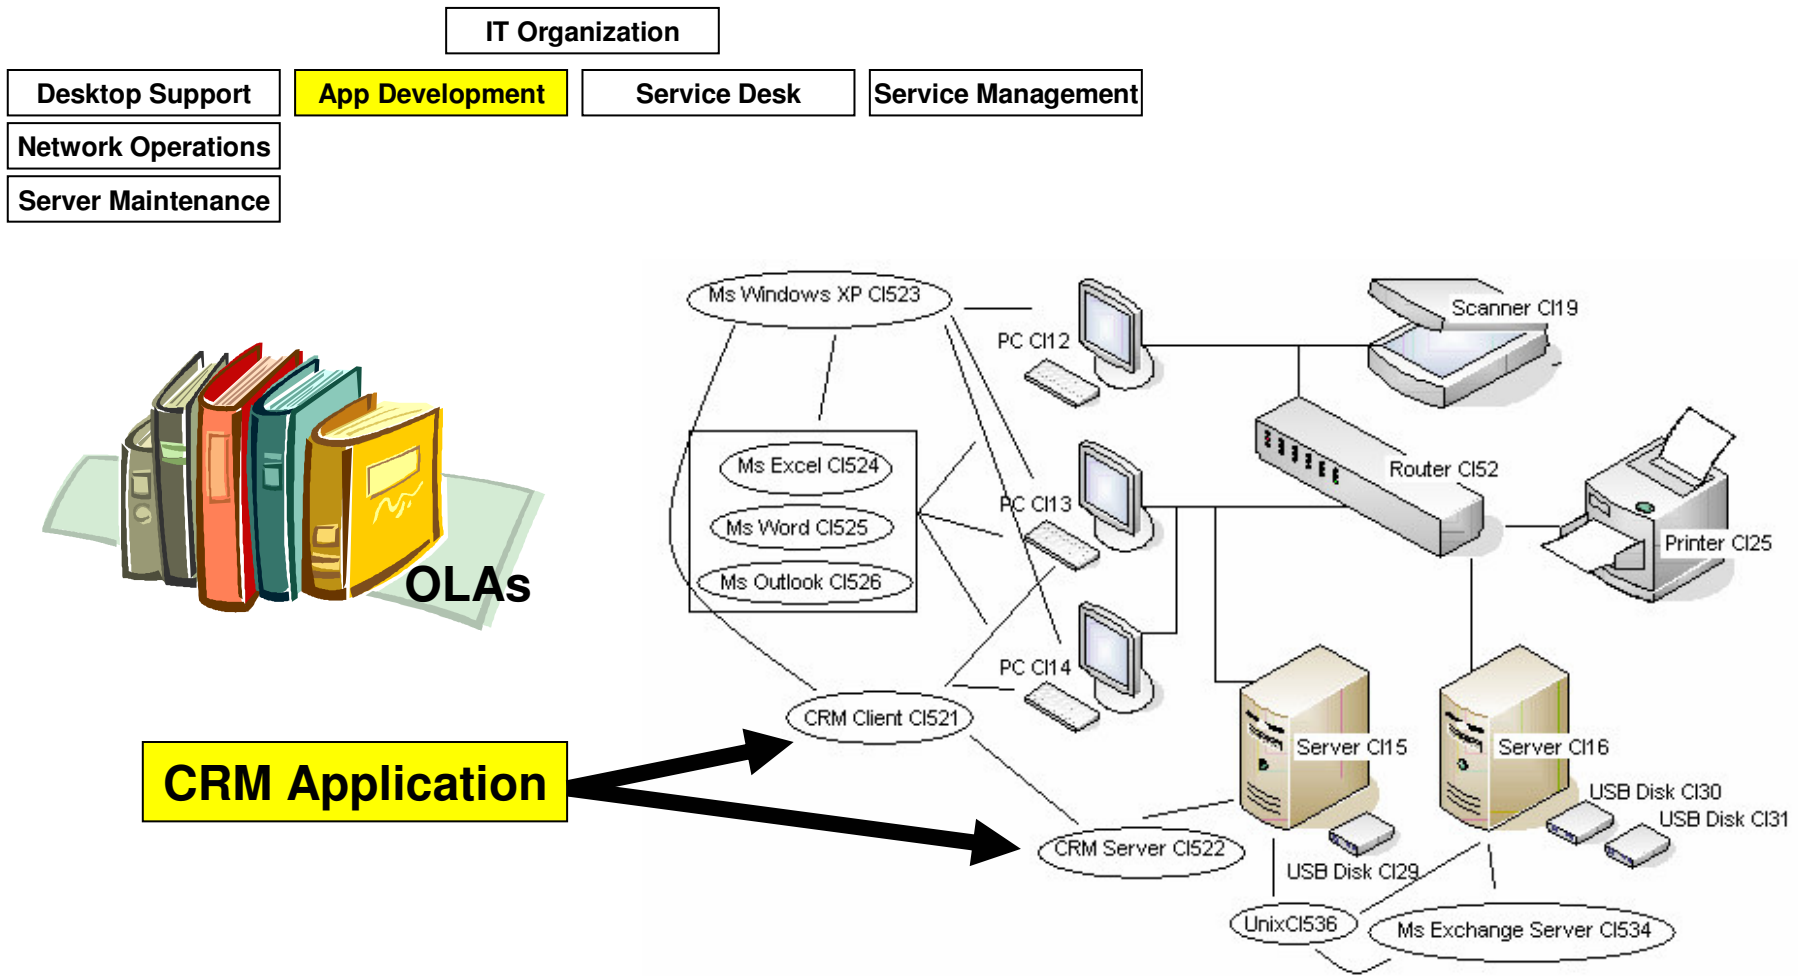 IT Organization
Desktop Support
App Development
Service Desk
Service Management
Network Operations
Server Maintenance
Ms Windows XP CI523
Scanner CI19
PC CI12
Ms Excel CI524
Router CI52
PC CI13
Ms Word CI525
Printer CI25
Ms Outlook CI526
OLAs
PC CI14
CRM Client CI521
Server CI15
Server CI16
CRM Application
USB Disk CI30
USB Disk CI31
CRM Server CI522
USB Disk CI29
UnixCI536
Ms Exchange Server CI534